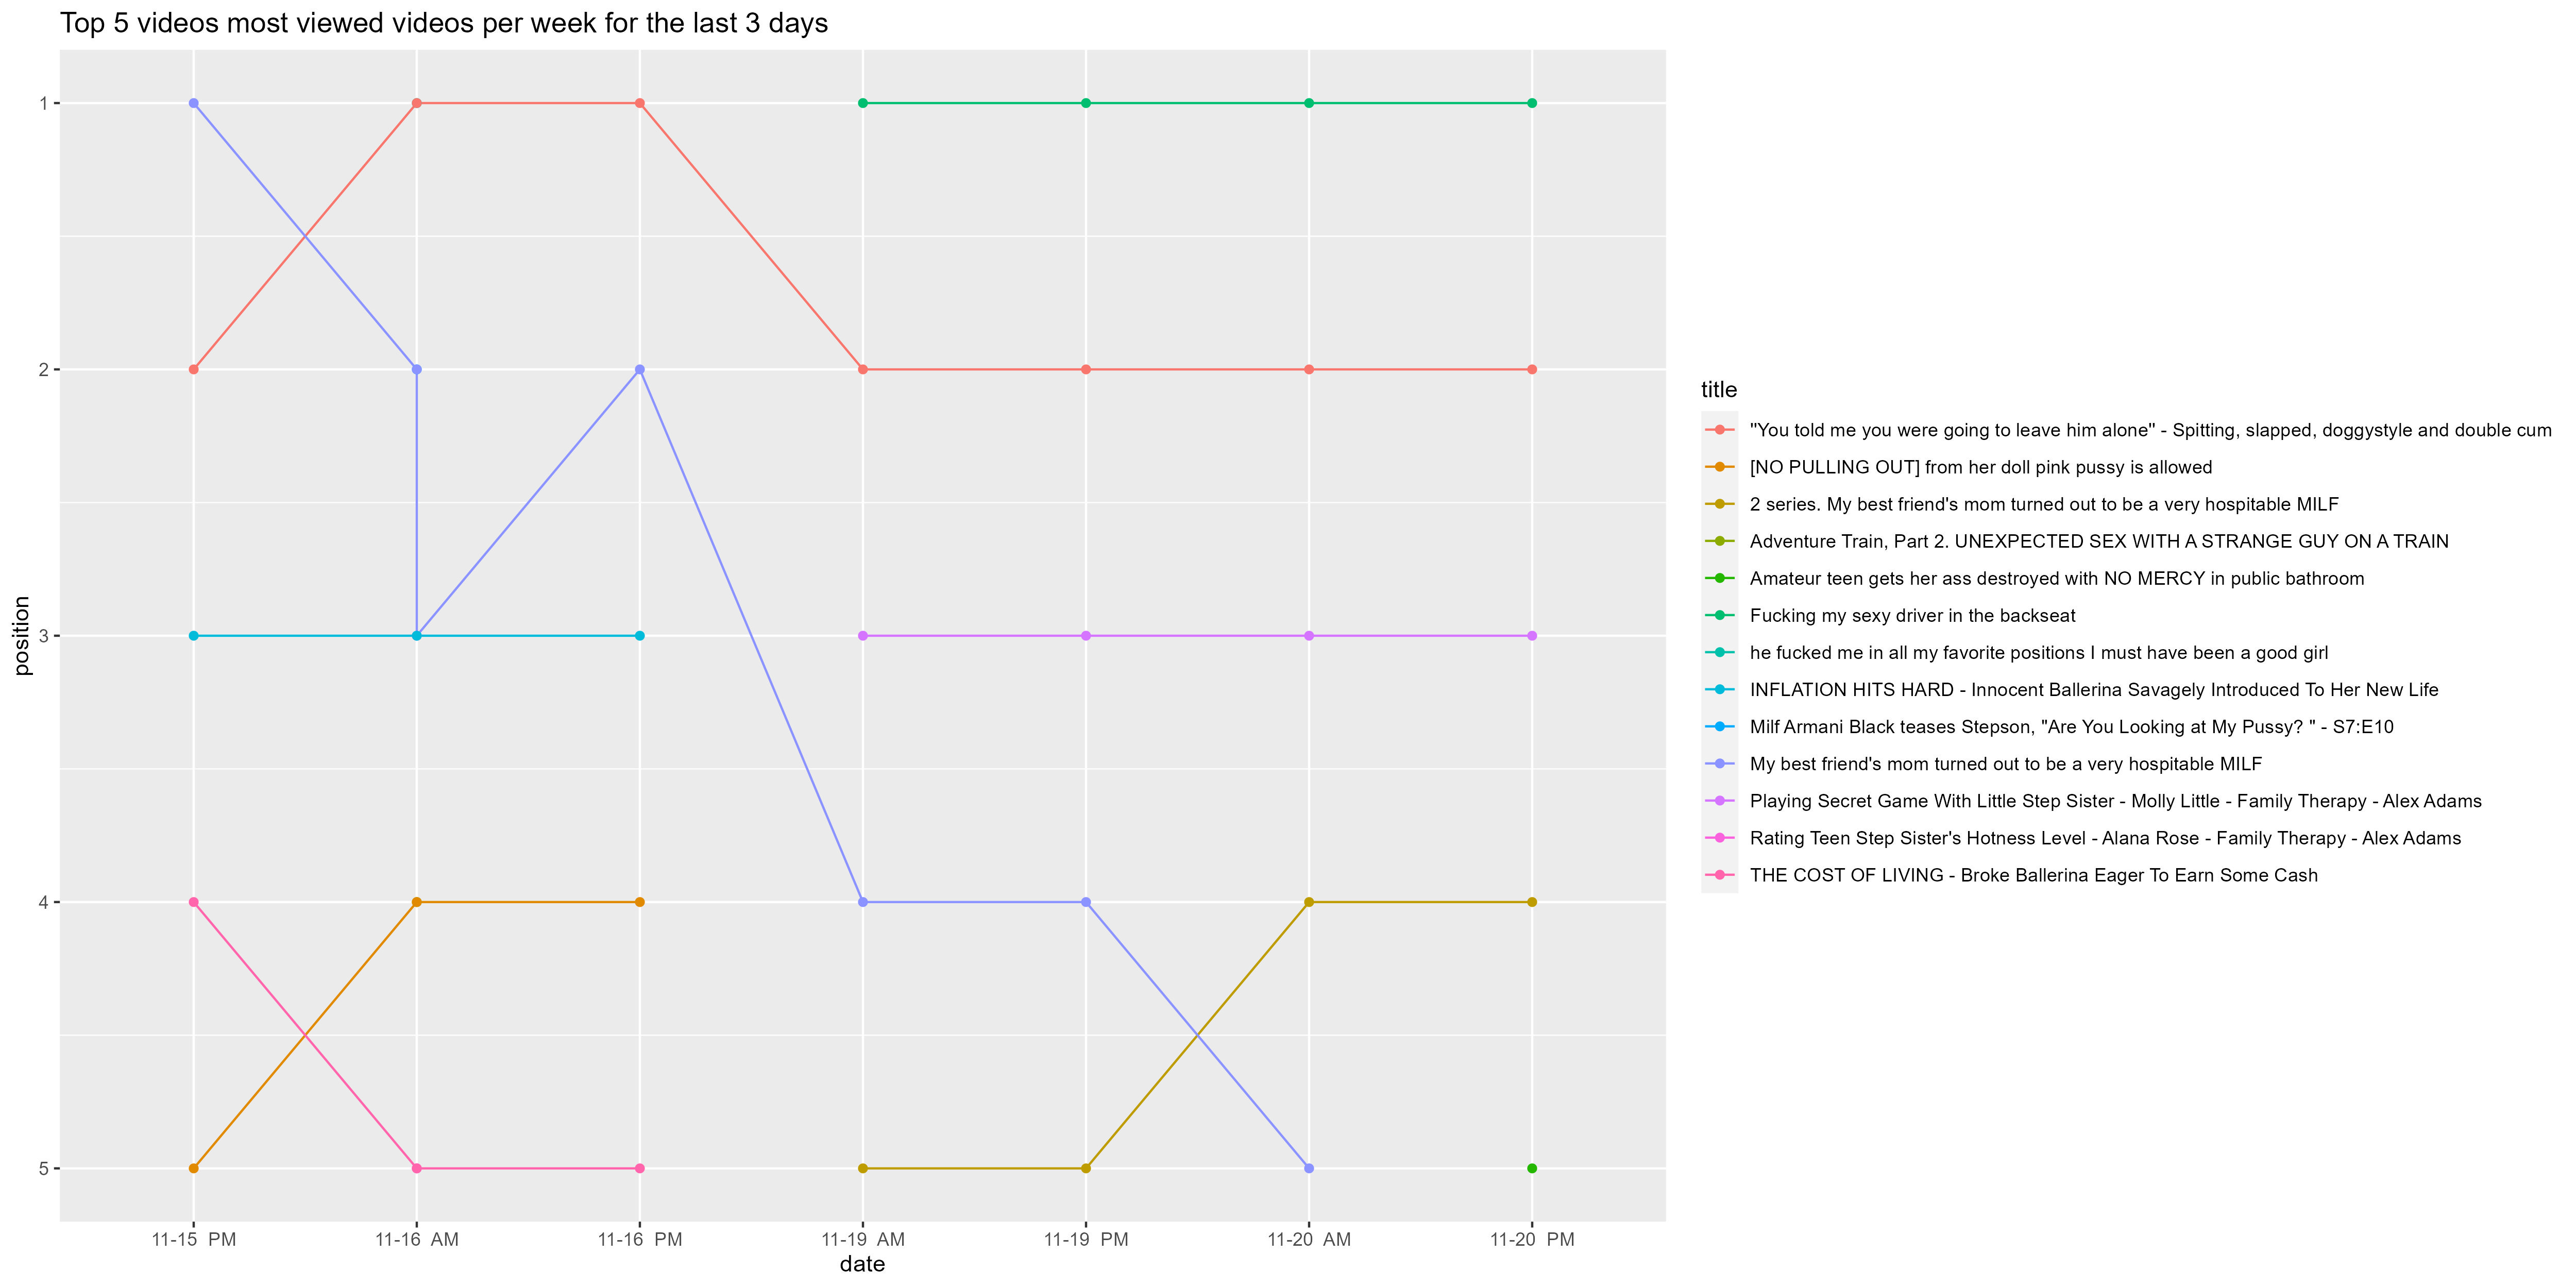 Top 5 videos most viewed videos per week for the last 3 days
position
1
2
3
4
5
11-15 PM
11-16 AM
11-16 PM
11-19 AM
11-19 PM
11-20 AM
11-20 PM
date
title
"You told me you were going to leave him alone" - Spitting, slapped, doggystyle and double cum
[NO PULLING OUT] from her doll pink pussy is allowed
2 series. My best friend's mom turned out to be a very hospitable MILF
Adventure Train, Part 2. UNEXPECTED SEX WITH A STRANGE GUY ON A TRAIN
Amateur teen gets her ass destroyed with NO MERCY in public bathroom
Fucking my sexy driver in the backseat
he fucked me in all my favorite positions I must have been a good girl
INFLATION HITS HARD - Innocent Ballerina Savagely Introduced To Her New Life
Milf Armani Black teases Stepson, "Are You Looking at My Pussy? " - S7:E10
My best friend's mom turned out to be a very hospitable MILF
Playing Secret Game With Little Step Sister - Molly Little - Family Therapy - Alex Adams
Rating Teen Step Sister's Hotness Level - Alana Rose - Family Therapy - Alex Adams
THE COST OF LIVING - Broke Ballerina Eager To Earn Some Cash